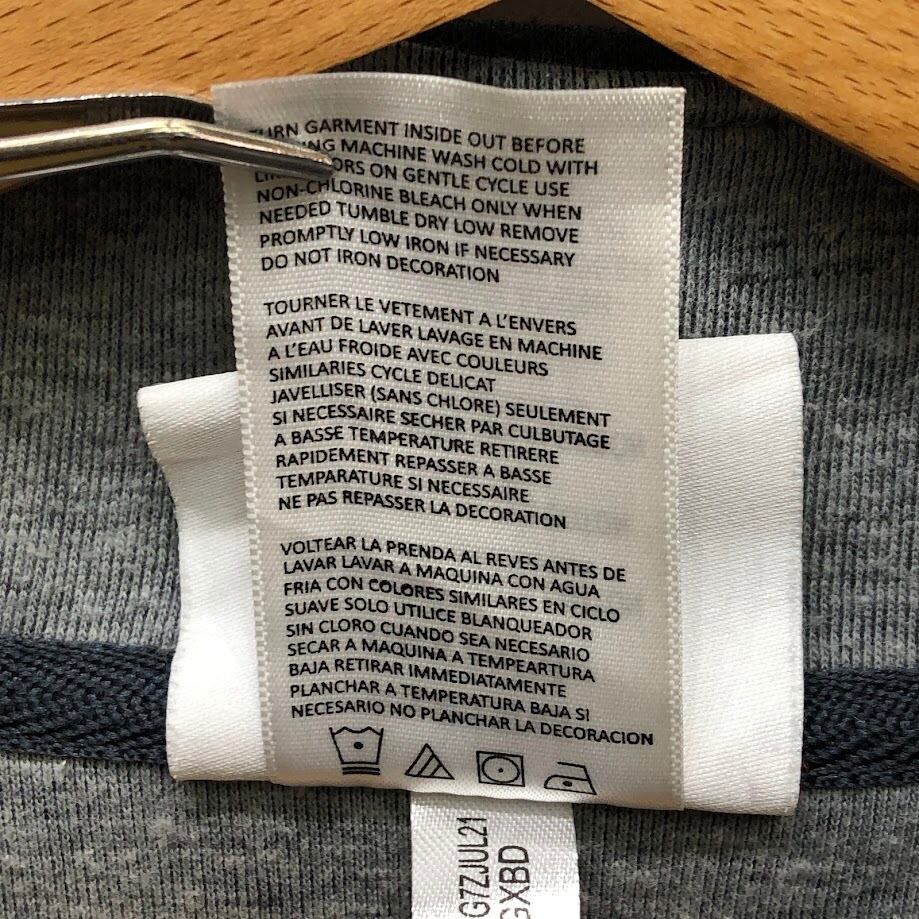 TURN GARMENT INSIDE OUT BEFORE
MACHINE WASH COLD WITH
ON GENTLE CYCLE USE
NON-CHLORINE BLEACH ONLY WHEN
NEEDED TUMBLE DRY LOW REMOVE
PROMPTLY LOW IRON IF NECESSARY
DO NOT IRON DECORATION
TOURNER LE VETEMENT A L'ENVERS
AVANT DE LAVER LAVAGE EN MACHINE
A L'EAU FROIDE AVEC COULEURS
SIMILARIES CYCLE DELICAT
JAVELLISER (SANS CHLORE) SEULEMENT
SI NECESSAIRE SECHER PAR CULBUTAGE
A BASSE TEMPERATURE RETIRERE
RAPIDEMENT REPASSER A BASSE
TEMPARATURE SI NECESSAIRE
NE PAS REPASSER LA DECORATION
VOLTEAR LA PRENDA AL REVES ANTES DE
LAVAR LAVAR A MAQUINA CON AGUA
FRIA CON COLORES SIMILARES EN CICLO
SUAVE SOLO UTILICE BLANQUEADOR
SIN CLORO CUANDO SEA NECESARIO
SECAR A MAQUINA A TEMPEARTURA
BAJA RETIRAR IMMEDIATAMENTE
PLANCHAR A TEMPERATURA BAJA SI
NECESARIO NO PLANCHAR LA DECORACION
G7ZJUL21
GXBD